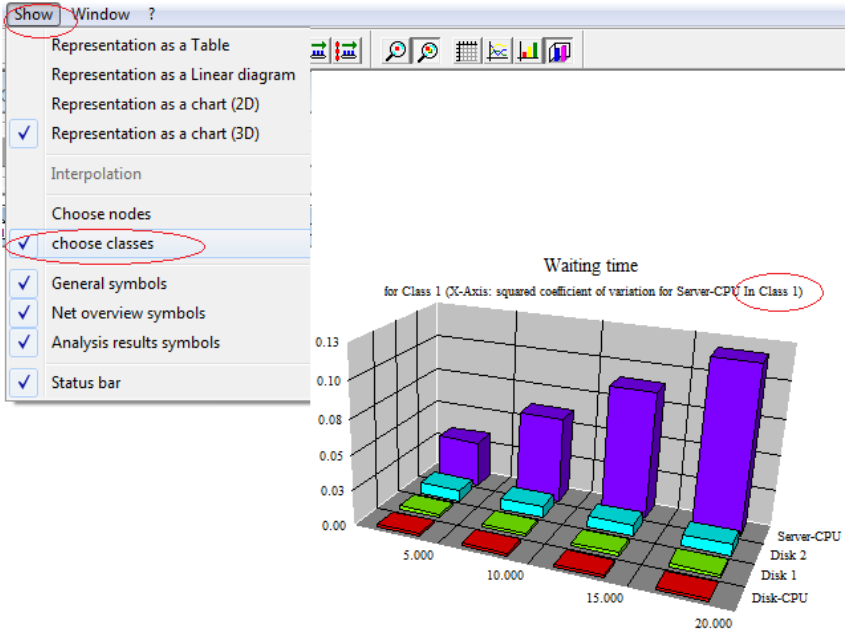 Show Window ?
Representation as a Table
Representation as a Linear diagram
Representation as a chart (2D)
Representation as a chart (3D)
Interpolation
Choose nodes
choose classes
General symbols
Net overview symbols
Analysis results symbols
Status bar
Waiting time
for Class 1 (X-Axis: squared coefficient of variation for Server-CPU In Class 1)
0.13
0.10
0.08
0.05
0.03
0.00
5.000
10.000
15.000
20.000
Server-CPU
Disk 2
Disk 1
Disk-CPU